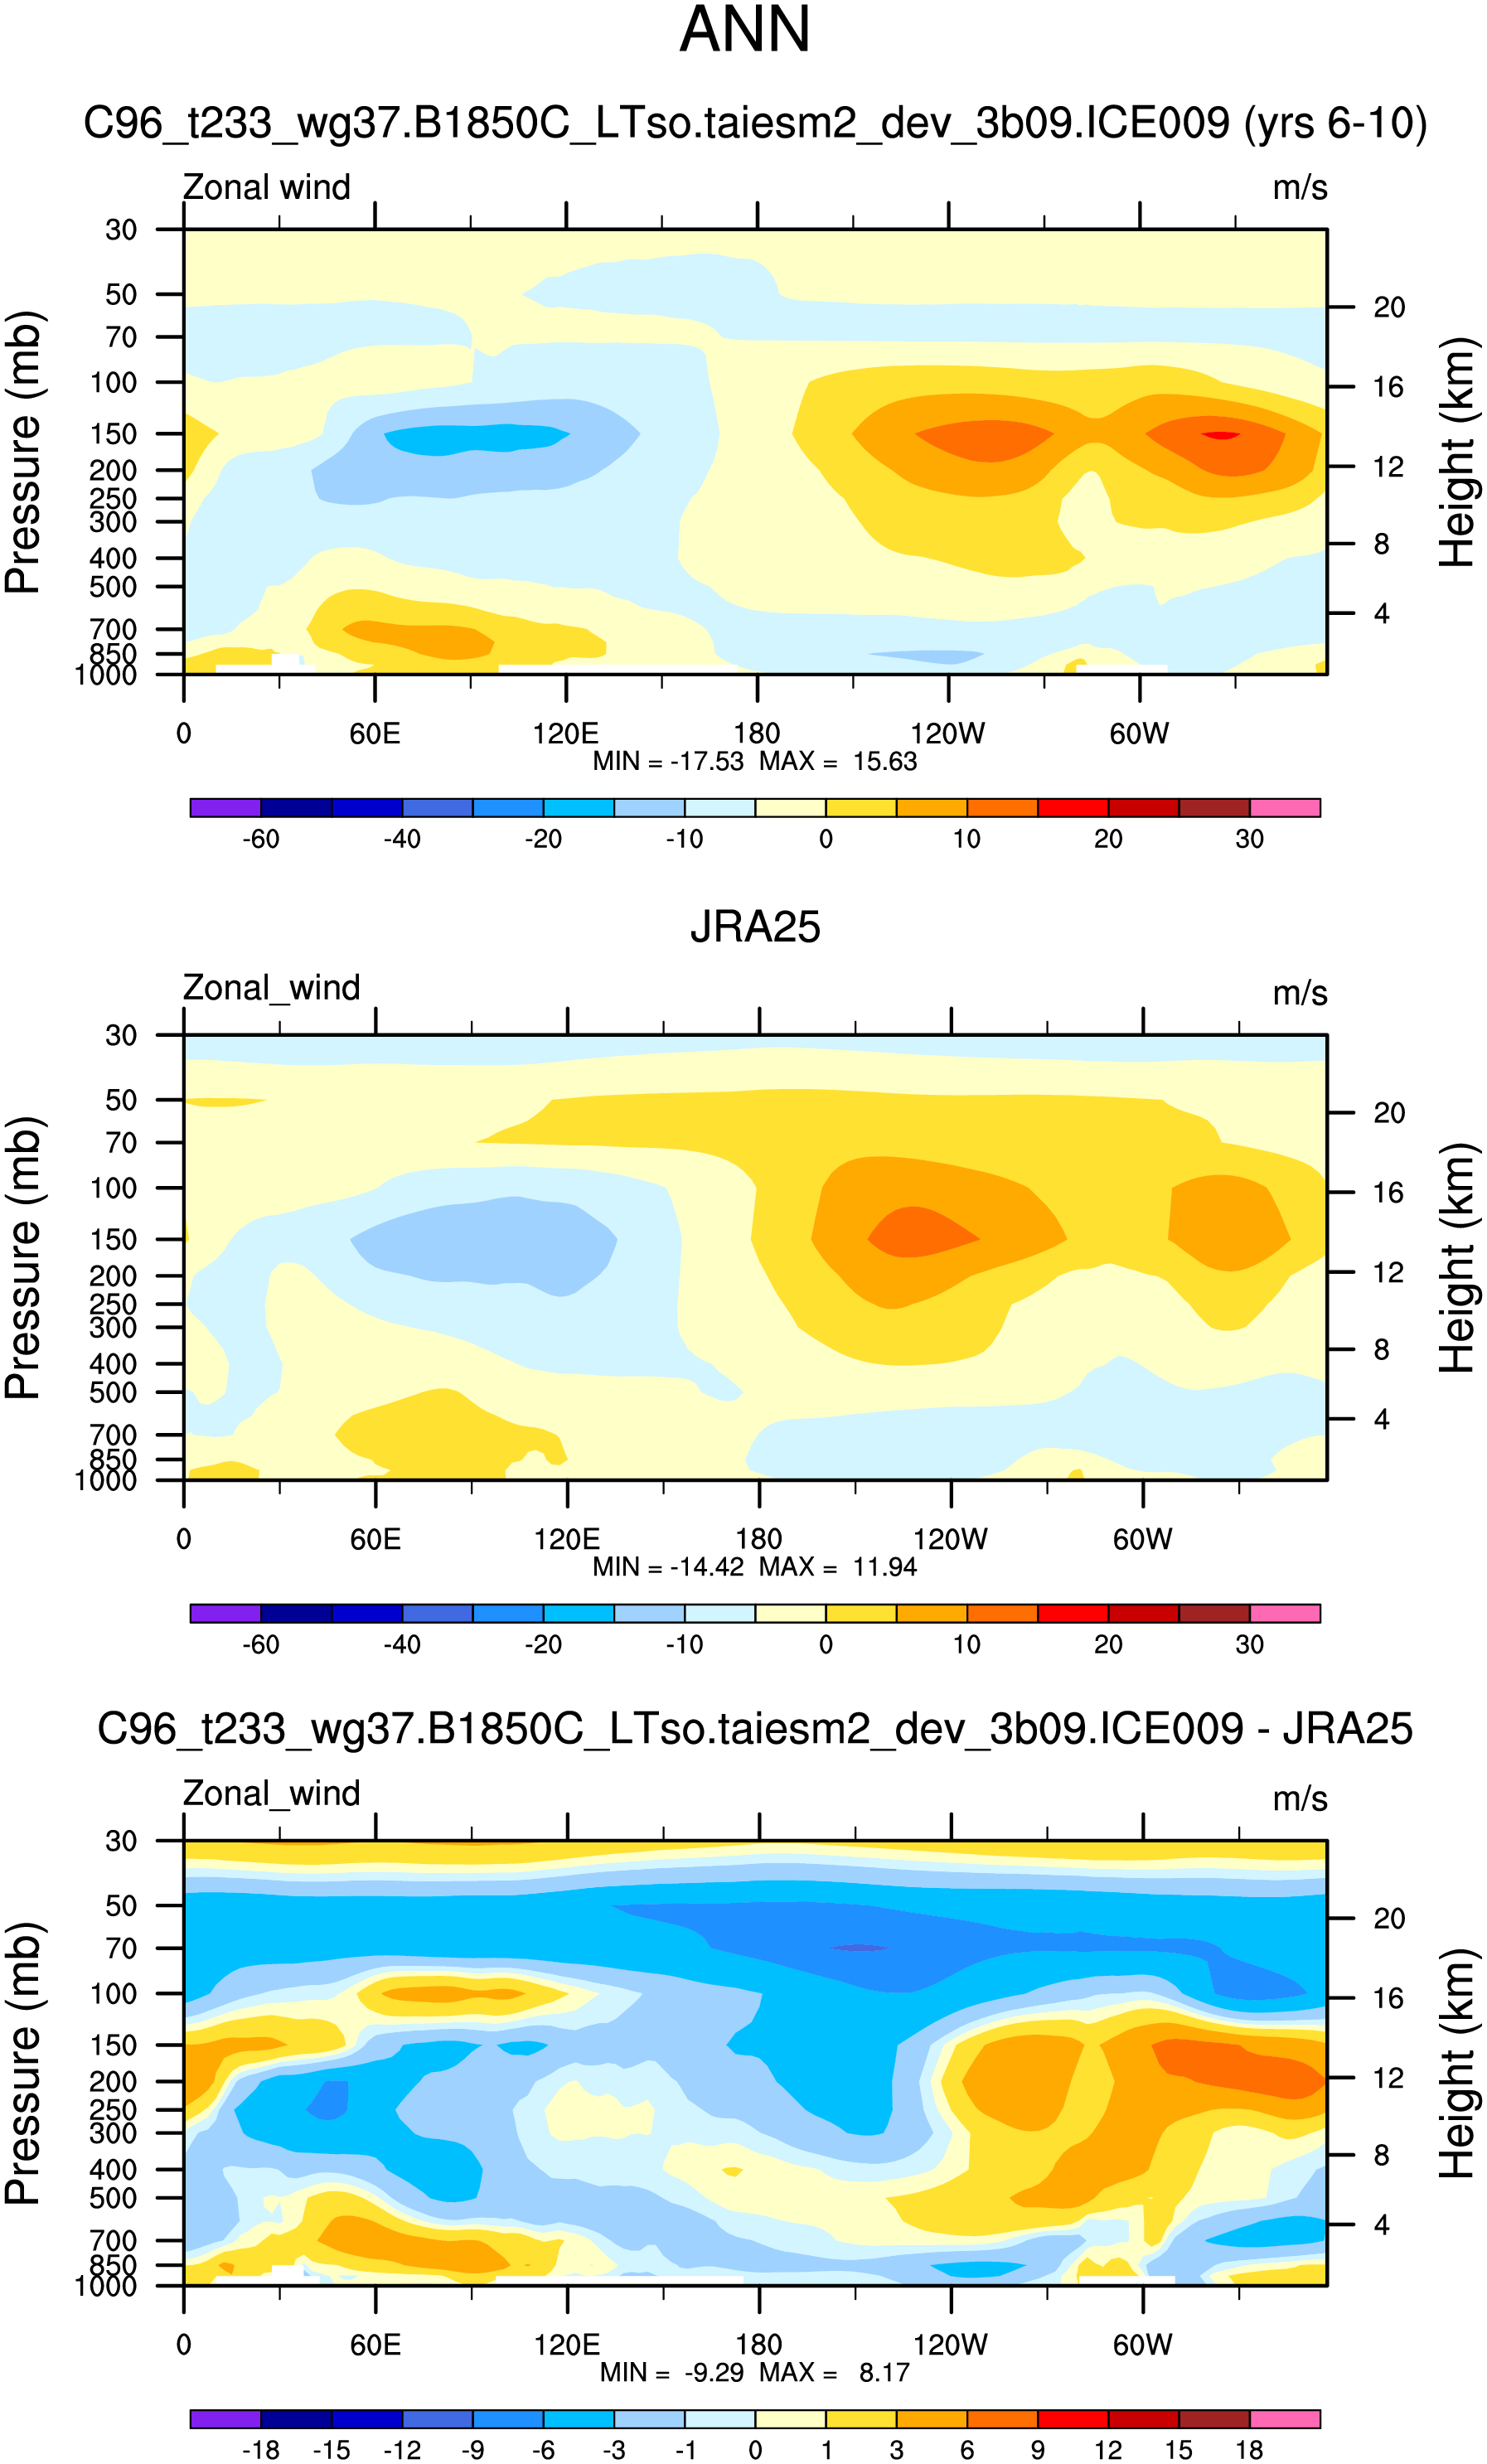 ANN
C96_t233_wg37.B1850C_LTso.taiesm2_dev_3b09.ICE009 (yrs 6-10)
Zonal wind m/s
30
50
70
100
150
200
250
300
400
500
700
850
1000
Pressure (mb)
20
16
12
8
4
Height (km)
0 60E 120E 180 120W 60W
MIN = -17.53 MAX = 15.63
-60 -40 -20 -10 0 10 20 30
JRA25
Zonal_wind m/s
30
50
70
100
150
200
250
300
400
500
700
850
1000
Pressure (mb)
20
16
12
8
4
Height (km)
0 60E 120E 180 120W 60W
MIN = -14.42 MAX = 11.94
-60 -40 -20 -10 0 10 20 30
C96_t233_wg37.B1850C_LTso.taiesm2_dev_3b09.ICE009 - JRA25
Zonal_wind m/s
30
50
70
100
150
200
250
300
400
500
700
850
1000
Pressure (mb)
20
16
12
8
4
Height (km)
0 60E 120E 180 120W 60W
MIN = -9.29 MAX = 8.17
-18 -15 -12 -9 -6 -3 -1 0 1 3 6 9 12 15 18